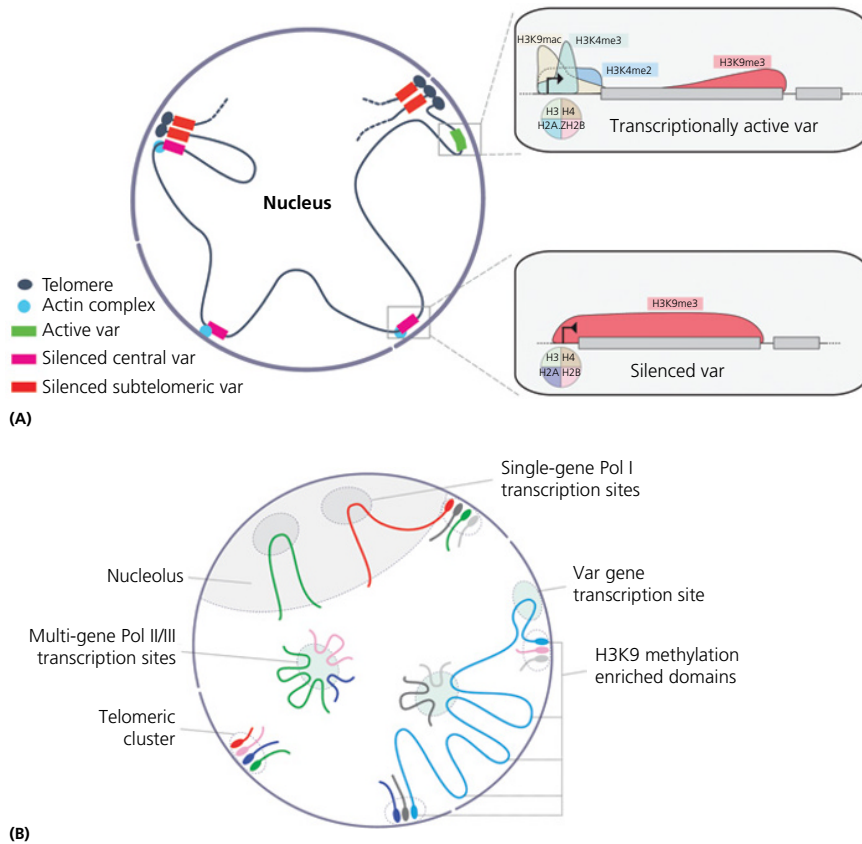 H3K9mac
H3K4me3
H3K4me2
H3K9me3
H3 H4
H2A.ZH2B
Transcriptionally active var
Nucleus
Telomere
Actin complex
Active var
Silenced central var
Silenced subtelomeric var
H3K9me3
H3 H4
H2A H2B
Silenced var
(A)
Single-gene Pol I
transcription sites
Nucleolus
Var gene
transcription site
Multi-gene Pol II/III
transcription sites
H3K9 methylation
enriched domains
Telomeric
cluster
(B)